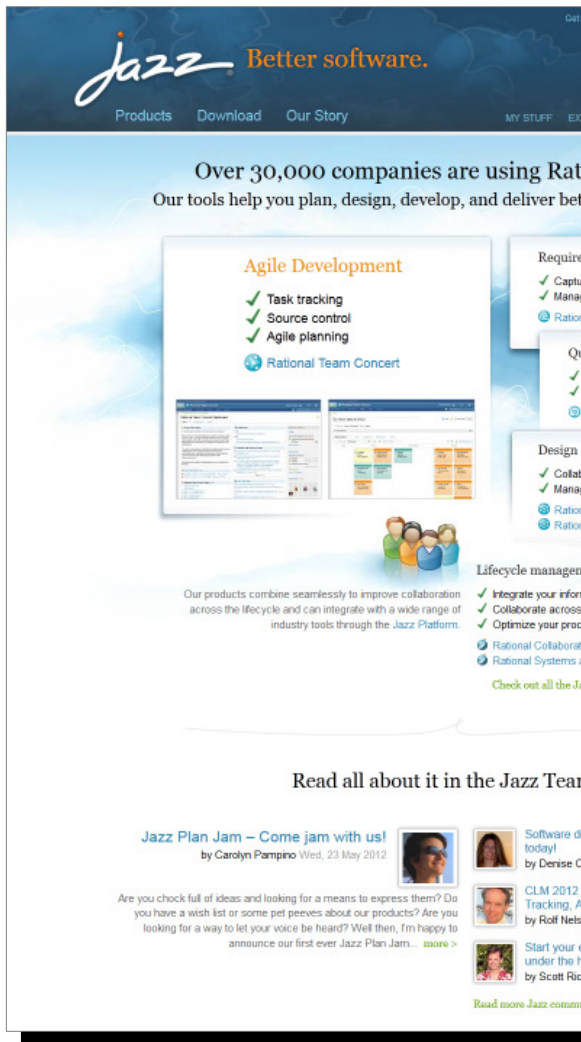 Get
Jazz Better software.
Products Download Our Story
MY STUFF EX
Over 30,000 companies are using Rat
Our tools help you plan, design, develop, and deliver bet
Agile Development
Task tracking
Source control
Agile planning
Rational Team Concert
Require
Captu
Manag
Ration
Qu
Design
Collab
Manag
Ration
Ration
Our products combine seamlessly to improve collaboration
across the lifecycle and can integrate with a wide range of
industry tools through the Jazz Platform.
Lifecycle managem
Integrate your inform
Collaborate across
Optimize your prod
Rational Collaborat
Rational Systems a
Check out all the Ja
Read all about it in the Jazz Tear
Jazz Plan Jam – Come jam with us!
by Carolyn Pampino Wed, 23 May 2012
Are you chock full of ideas and looking for a means to express them? Do
you have a wish list or some pet peeves about our products? Are you
looking for a way to let your voice be heard? Well then, I'm happy to
announce our first ever Jazz Plan Jam... more >
Software d
today!
by Denise C
CLM 2012
Tracking, A
by Rolf Nels
Start your e
under the h
by Scott Ric
Read more Jazz commu